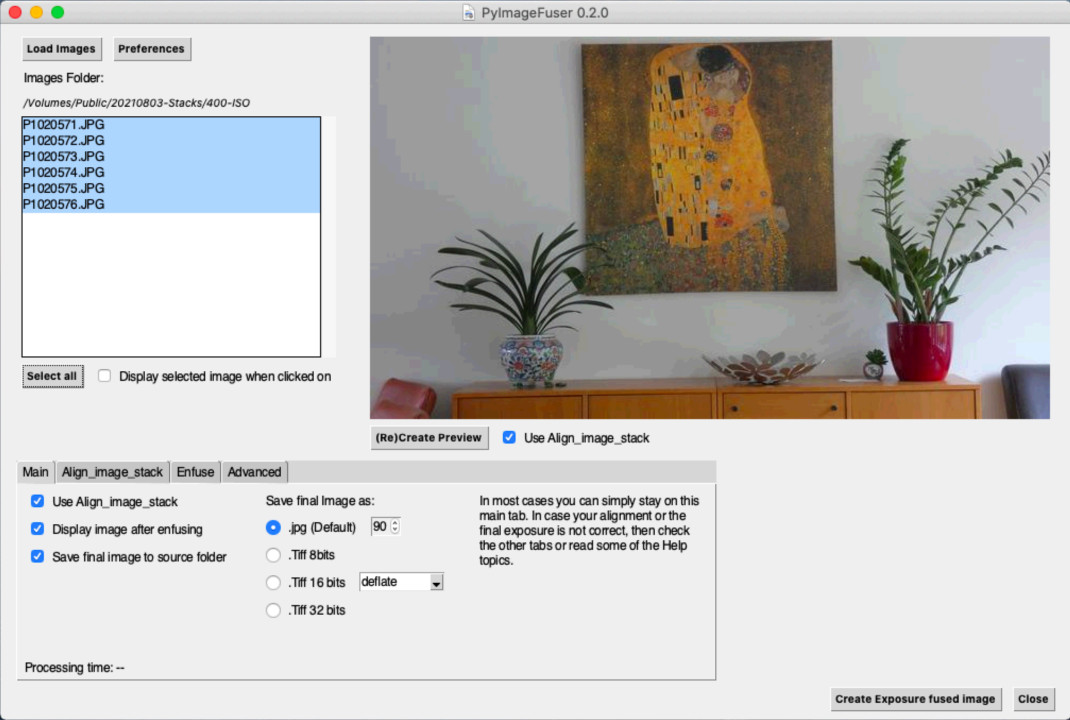 PyImageFuser 0.2.0
Load Images
Preferences
Images Folder:
/Volumes/Public/20210803-Stacks/400-ISO
P1020571.JPG
P1020572.JPG
P1020573.JPG
P1020574.JPG
P1020575.JPG
P1020576.JPG
Select all
Display selected image when clicked on
(Re)Create Preview
Use Align_image_stack
Main
Align_image_stack
Enfuse
Advanced
Use Align_image_stack
Display image after enfusing
Save final image to source folder
Save final Image as:
.jpg (Default)
90
.Tiff 8bits
.Tiff 16 bits
deflate
.Tiff 32 bits
In most cases you can simply stay on this
main tab. In case your alignment or the
final exposure is not correct, then check
the other tabs or read some of the Help
topics.
Processing time: --
Create Exposure fused image
Close